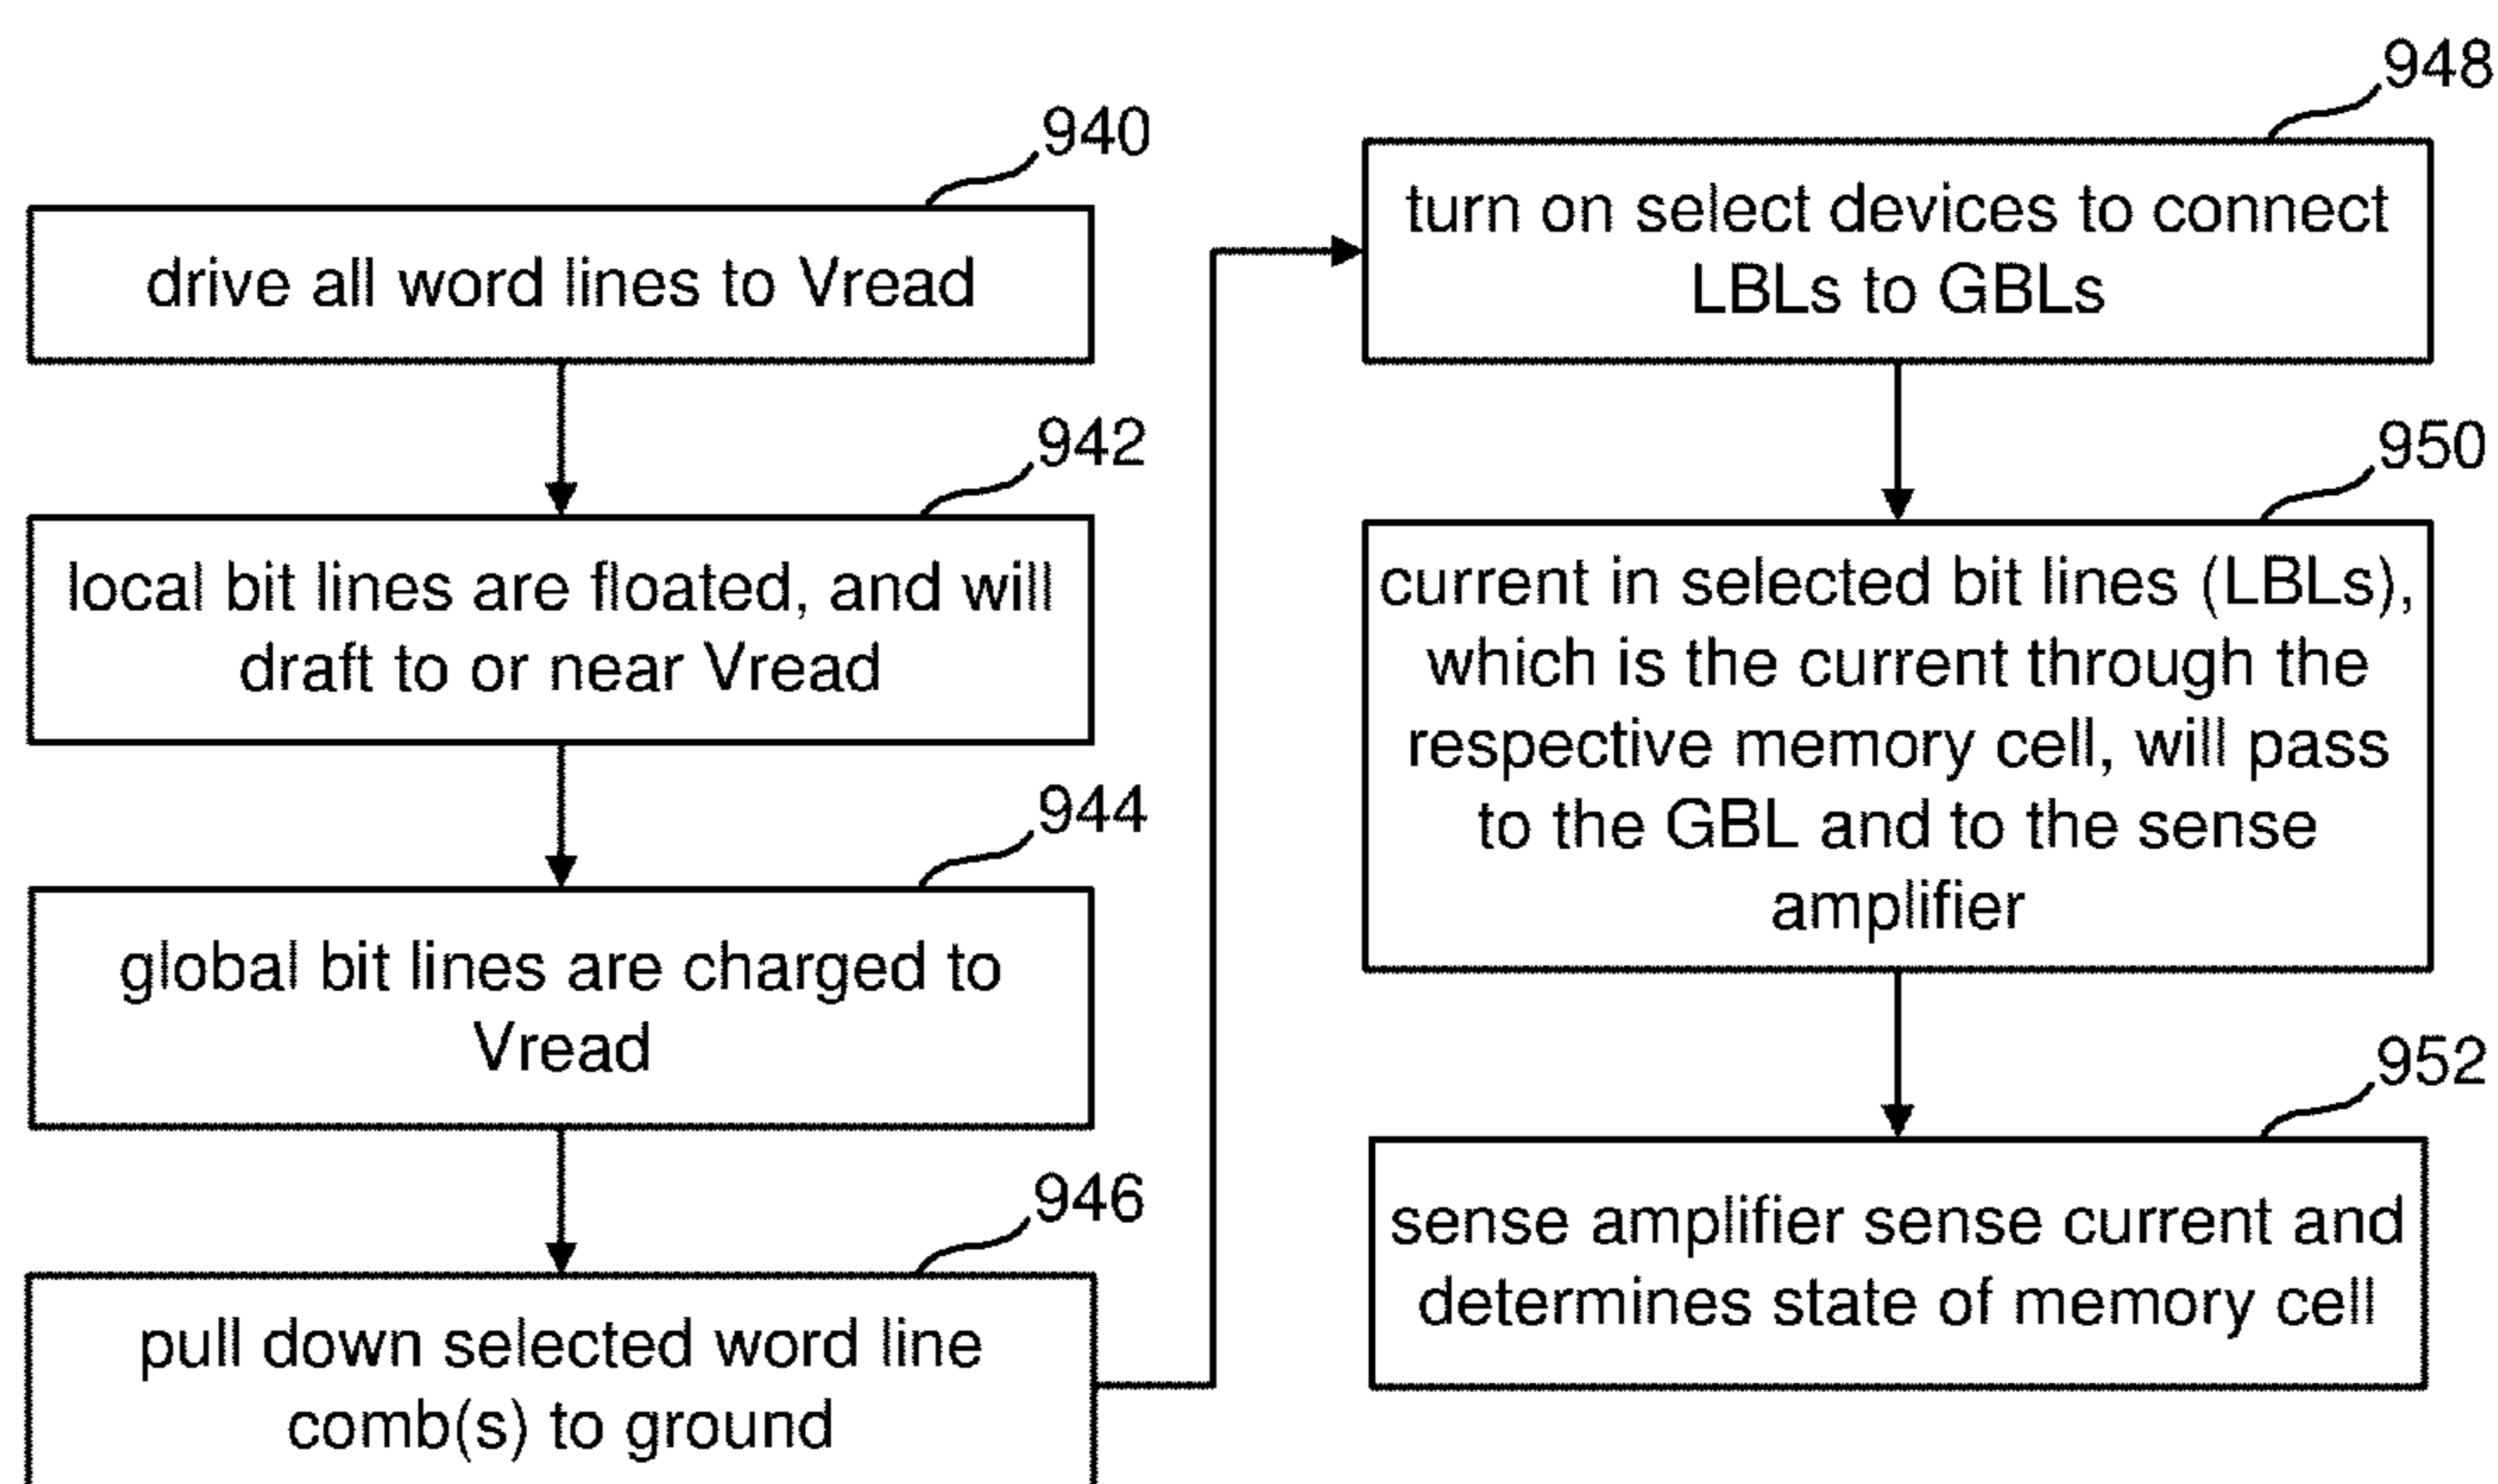 940
drive all word lines to Vread
942
local bit lines are floated, and will
draft to or near Vread
944
global bit lines are charged to
Vread
946
pull down selected word line
comb(s) to ground
948
turn on select devices to connect
LBLs to GBLs
950
current in selected bit lines (LBLs),
which is the current through the
respective memory cell, will pass
to the GBL and to the sense
amplifier
952
sense amplifier sense current and
determines state of memory cell